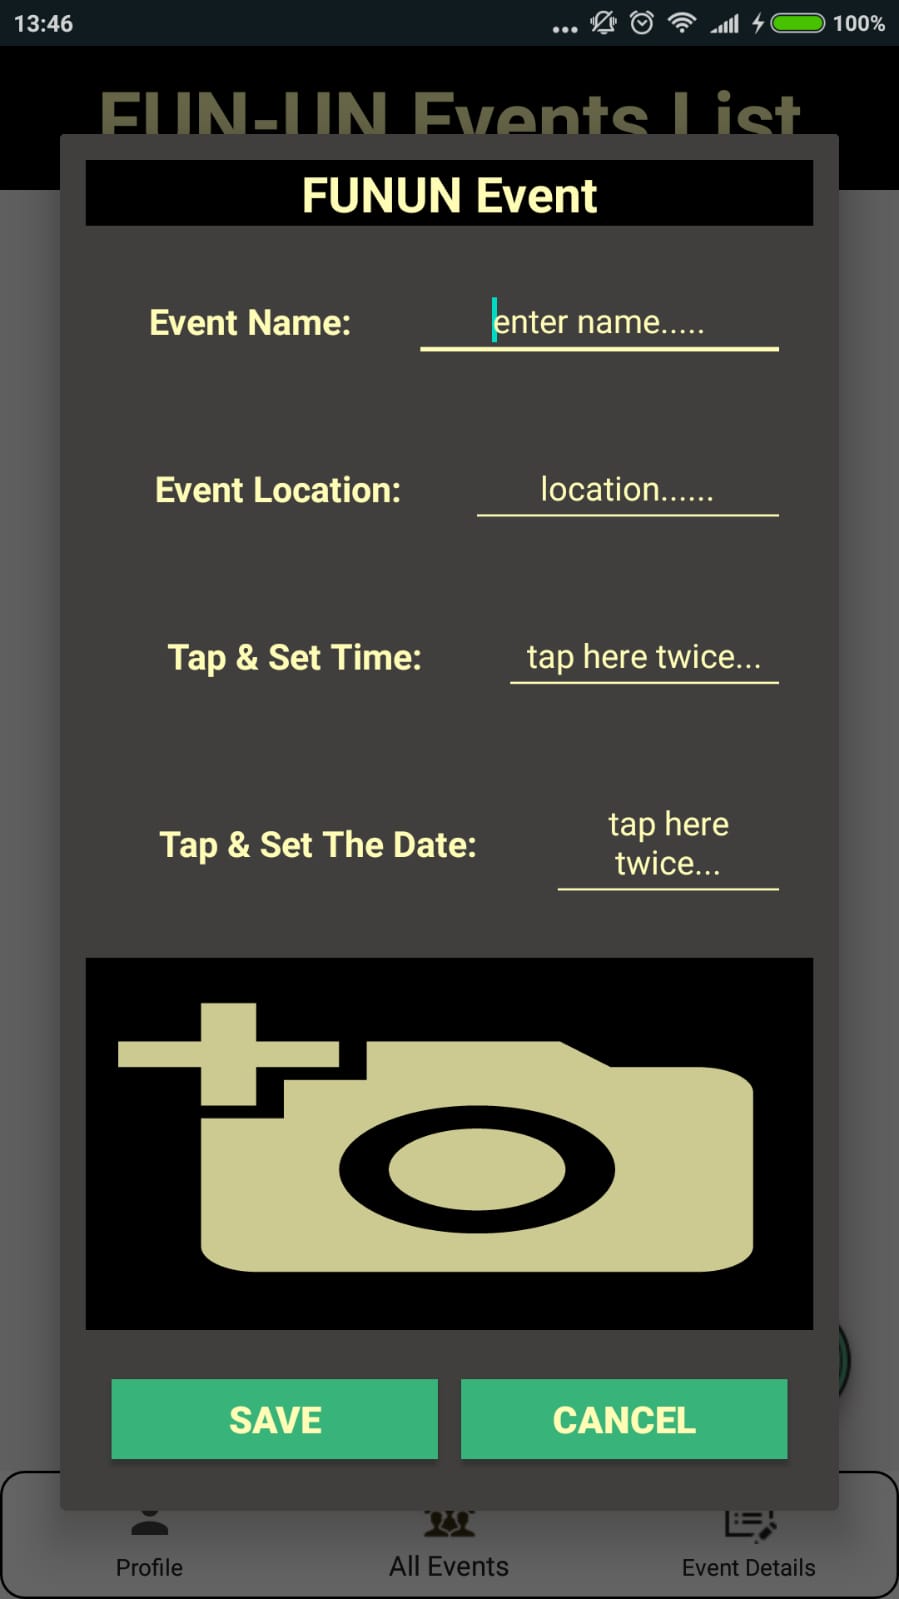 13:46
100%
FUN-UN Events List
FUNUN Event
Event Name:
enter name.....
Event Location:
location......
Tap & Set Time:
tap here twice...
Tap & Set The Date:
tap here
twice...
SAVE
CANCEL
Profile
All Events
Event Details